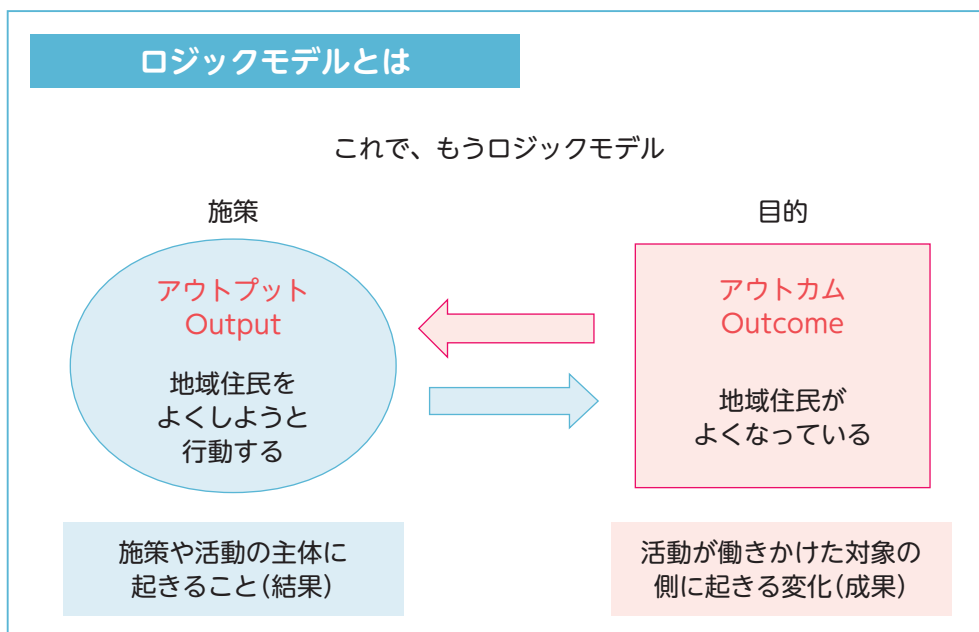 ロジックモデルとは
これで、もうロジックモデル
施策
アウトプット
Output
地域住民を
よくしようと
行動する
施策や活動の主体に
起きること(結果)
目的
アウトカム
Outcome
地域住民が
よくなっている
活動が働きかけた対象の
側に起きる変化(成果)